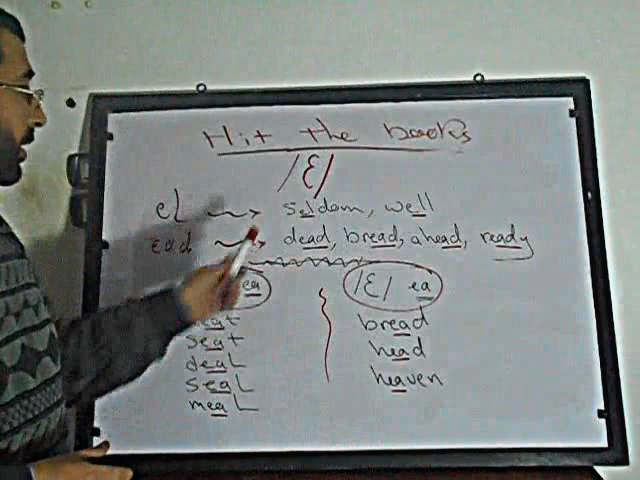 Hit the books
/Ɛ/
el → seldom, well
ead → dead, bread, ahead, ready
ea /Ɛ/ ea
bread
seat head
deal heaven
seal
meal